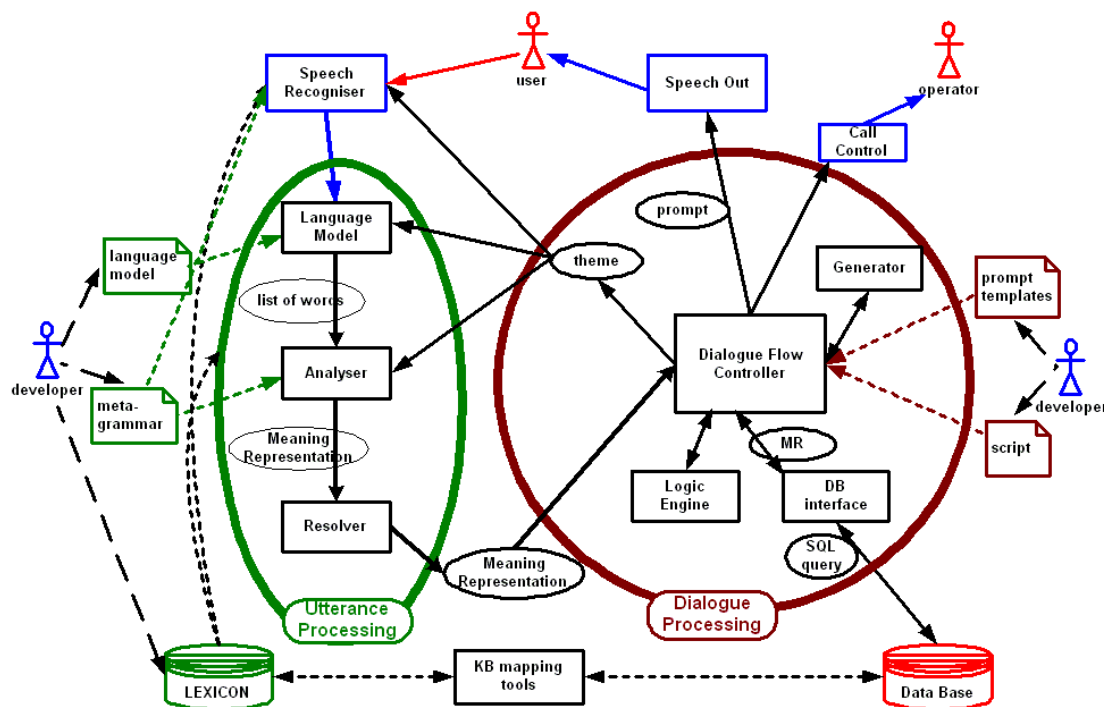 Speech
Recogniser
user
Speech Out
operator
Call
Control
prompt
Language
Model
language
model
theme
Generator
prompt
templates
list of words
developer
Analyser
Dialogue Flow
Controller
developer
meta-
grammar
Meaning
Representation
MR
script
Logic
Engine
DB
interface
Resolver
SQL
query
Meaning
Representation
Utterance
Processing
Dialogue
Processing
LEXICON
KB mapping
tools
Data Base